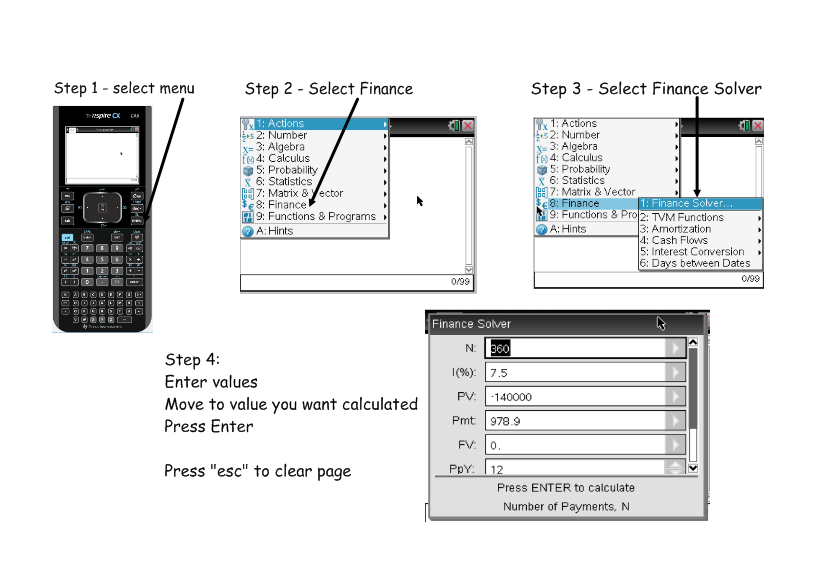 Step 1 - select menu
Step 2 - Select Finance
Step 3 - Select Finance Solver
TI-nspire CX CAS
1: Actions
2: Number
3: Algebra
4: Calculus
5: Probability
6: Statistics
7: Matrix & Vector
8: Finance
9: Functions & Programs
A: Hints
0/99
1: Actions
2: Number
3: Algebra
4: Calculus
5: Probability
6: Statistics
7: Matrix & Vector
8: Finance
9: Functions & Pro
A: Hints
1: Finance Solver...
2: TVM Functions
3: Amortization
4: Cash Flows
5: Interest Conversion
6: Days between Dates
0/99
Texas Instruments
Step 4:
Enter values
Move to value you want calculated
Press Enter
Press "esc" to clear page
Finance Solver
N: 360
I(%): 7.5
PV: -140000
Pmt: 978.9
FV: 0.
PpY: 12
Press ENTER to calculate
Number of Payments, N